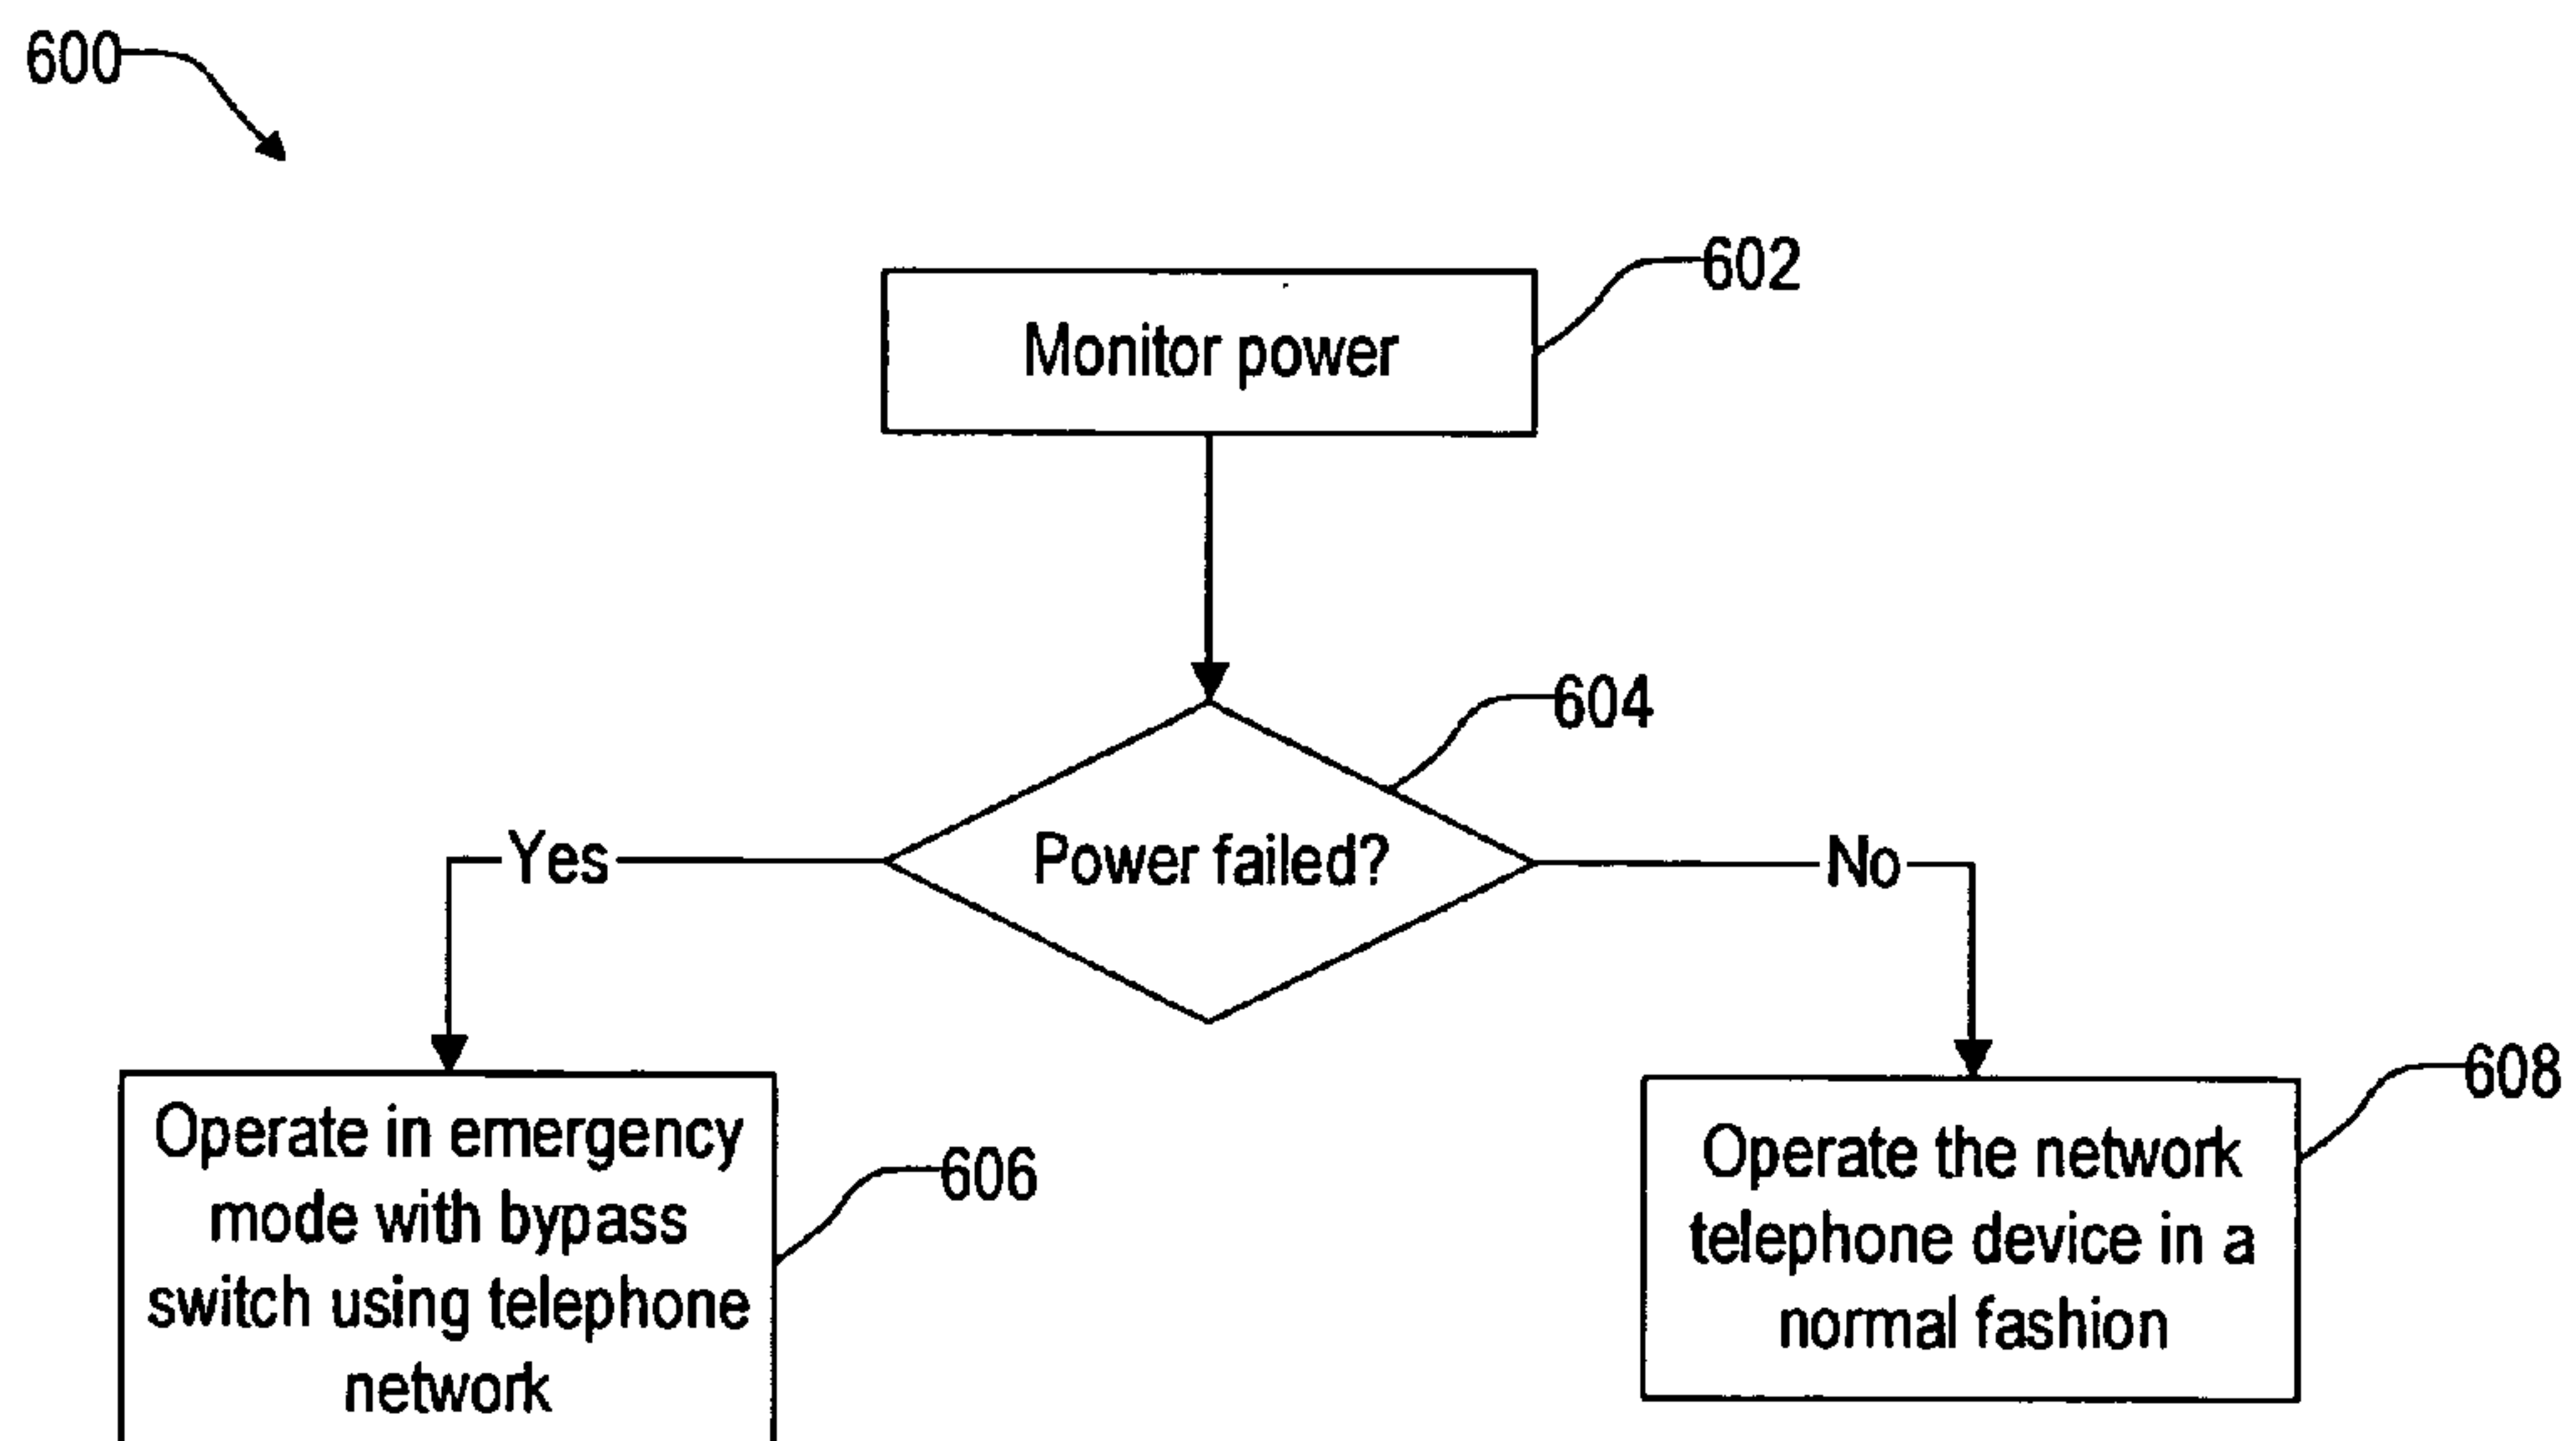 600
602
Monitor power
604
Power failed?
Yes
No
608
Operate in emergency
mode with bypass
switch using telephone
network
606
Operate the network
telephone device in a
normal fashion